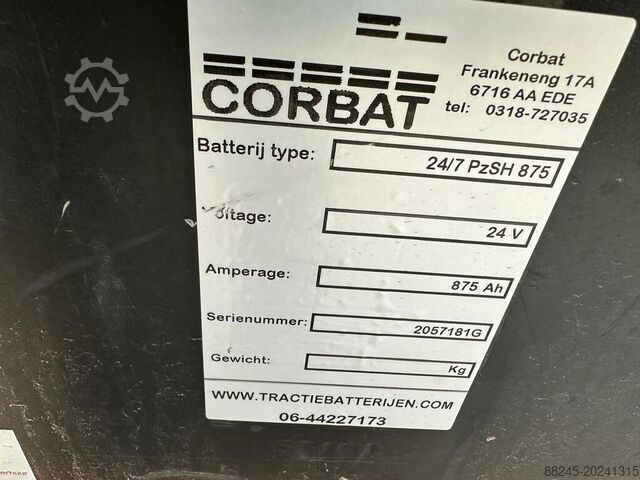 Corbat
Frankeneng 17A
6716 AA EDE
tel: 0318-727035
CORBAT
Batterij type: 24/7 PzSH 875
oltage: 24 V
Amperage: 875 Ah
Serienummer: 2057181G
Gewicht: Kg
WWW.TRACTIEBATTERIJEN.COM
06-44227173
erhuur
88245-20241315